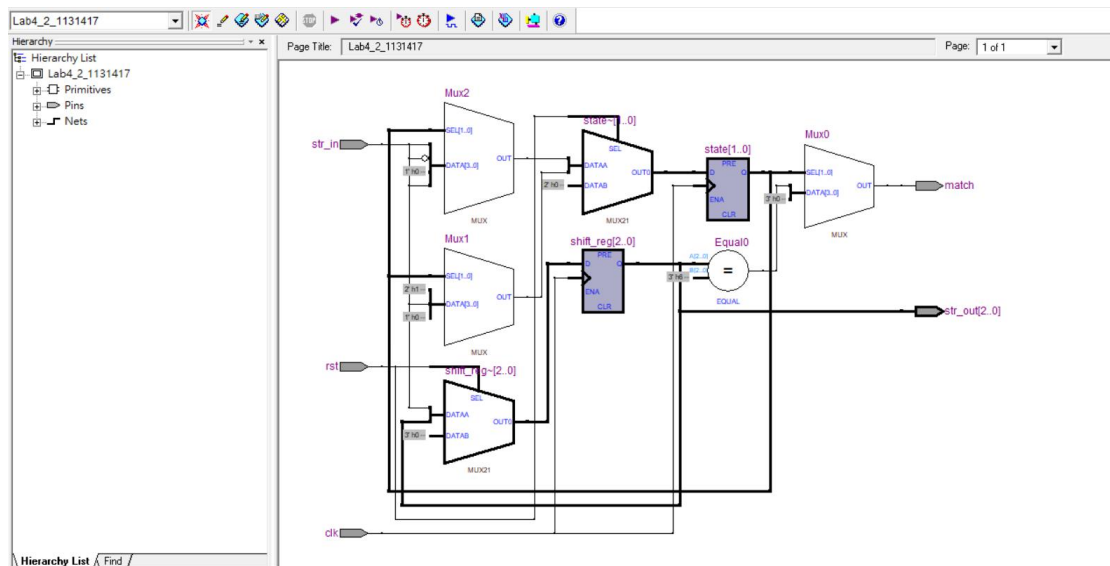 Lab4_2_1131417
Hierarchy
Hierarchy List
Lab4_2_1131417
Primitives
Pins
Nets
Hierarchy List
Find
Page Title:
Lab4_2_1131417
Page:
1 of 1
Mux2
SEL[1..0]
DATA[3..0]
OUT
1' h0--
MUX
str_in
SEL
DATAA
DATAB
OUT0
2' h0--
MUX21
state[1..0]
PRE
D
Q
ENA
CLR
Mux0
SEL[1..0]
DATA[3..0]
OUT
3' h0--
MUX
match
Mux1
SEL[1..0]
DATA[3..0]
OUT
2' h1--
1' h0--
MUX
shift_reg[2..0]
PRE
D
Q
ENA
CLR
Equal0
A[2..0]
B[2..0]
=
3' h6--
EQUAL
str_out[2..0]
rst
shift_reg~[2..0]
SEL
DATAA
DATAB
OUT0
3' h0--
MUX21
clk